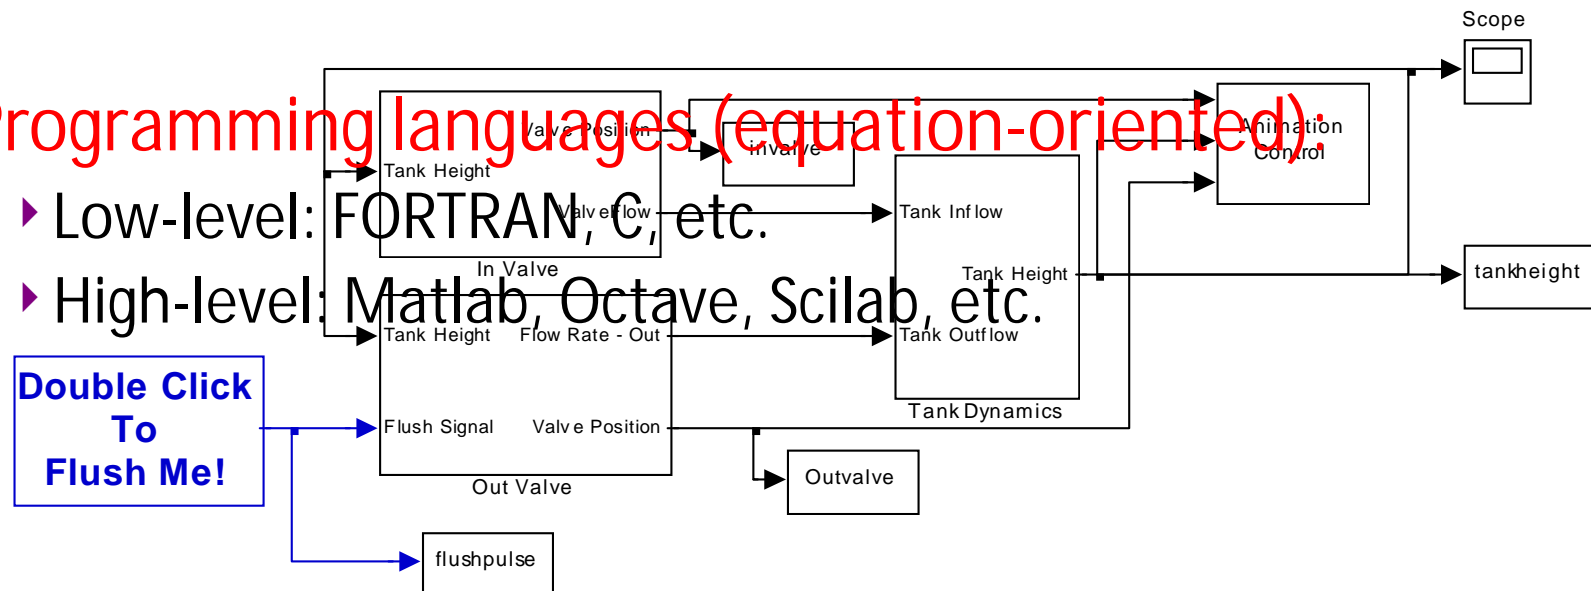 Scope
Programming languages (equation-oriented):
Valve Position
invalve
Animation
Control
Tank Height
Low-level: FORTRAN, C, etc.
Valve Flow
Tank Inflow
In Valve
Tank Height
tankheight
High-level: Matlab, Octave, Scilab, etc.
Tank Height
Flow Rate - Out
Tank Outflow
Double Click
To
Flush Me!
Tank Dynamics
Flush Signal
Valve Position
Outvalve
Out Valve
flushpulse